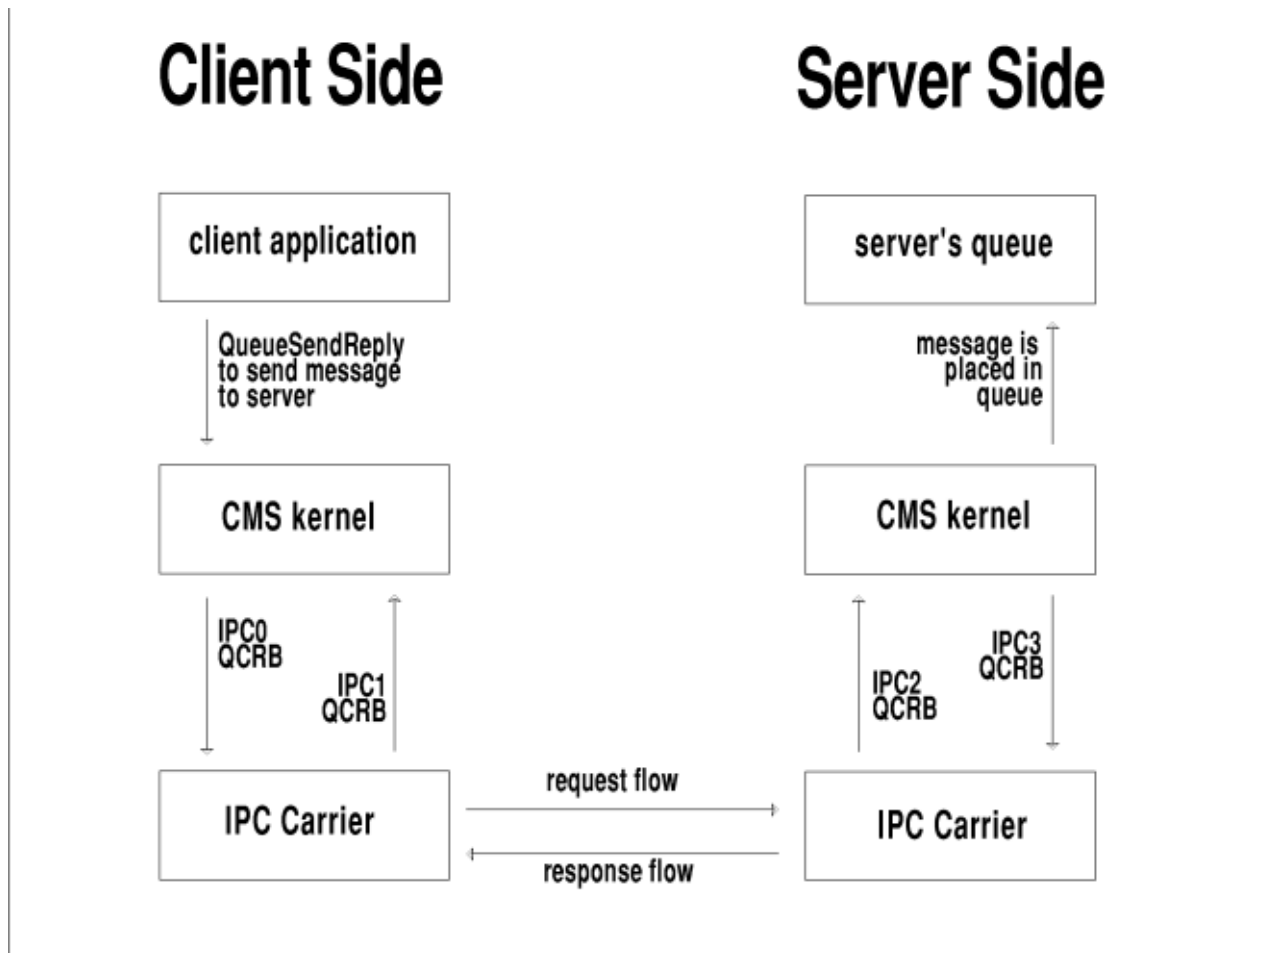 Client Side
Server Side
client application
server's queue
QueueSendReply
to send message
to server
message is
placed in
queue
CMS kernel
CMS kernel
IPC0
QCRB
IPC1
QCRB
IPC2
QCRB
IPC3
QCRB
request flow
IPC Carrier
IPC Carrier
response flow